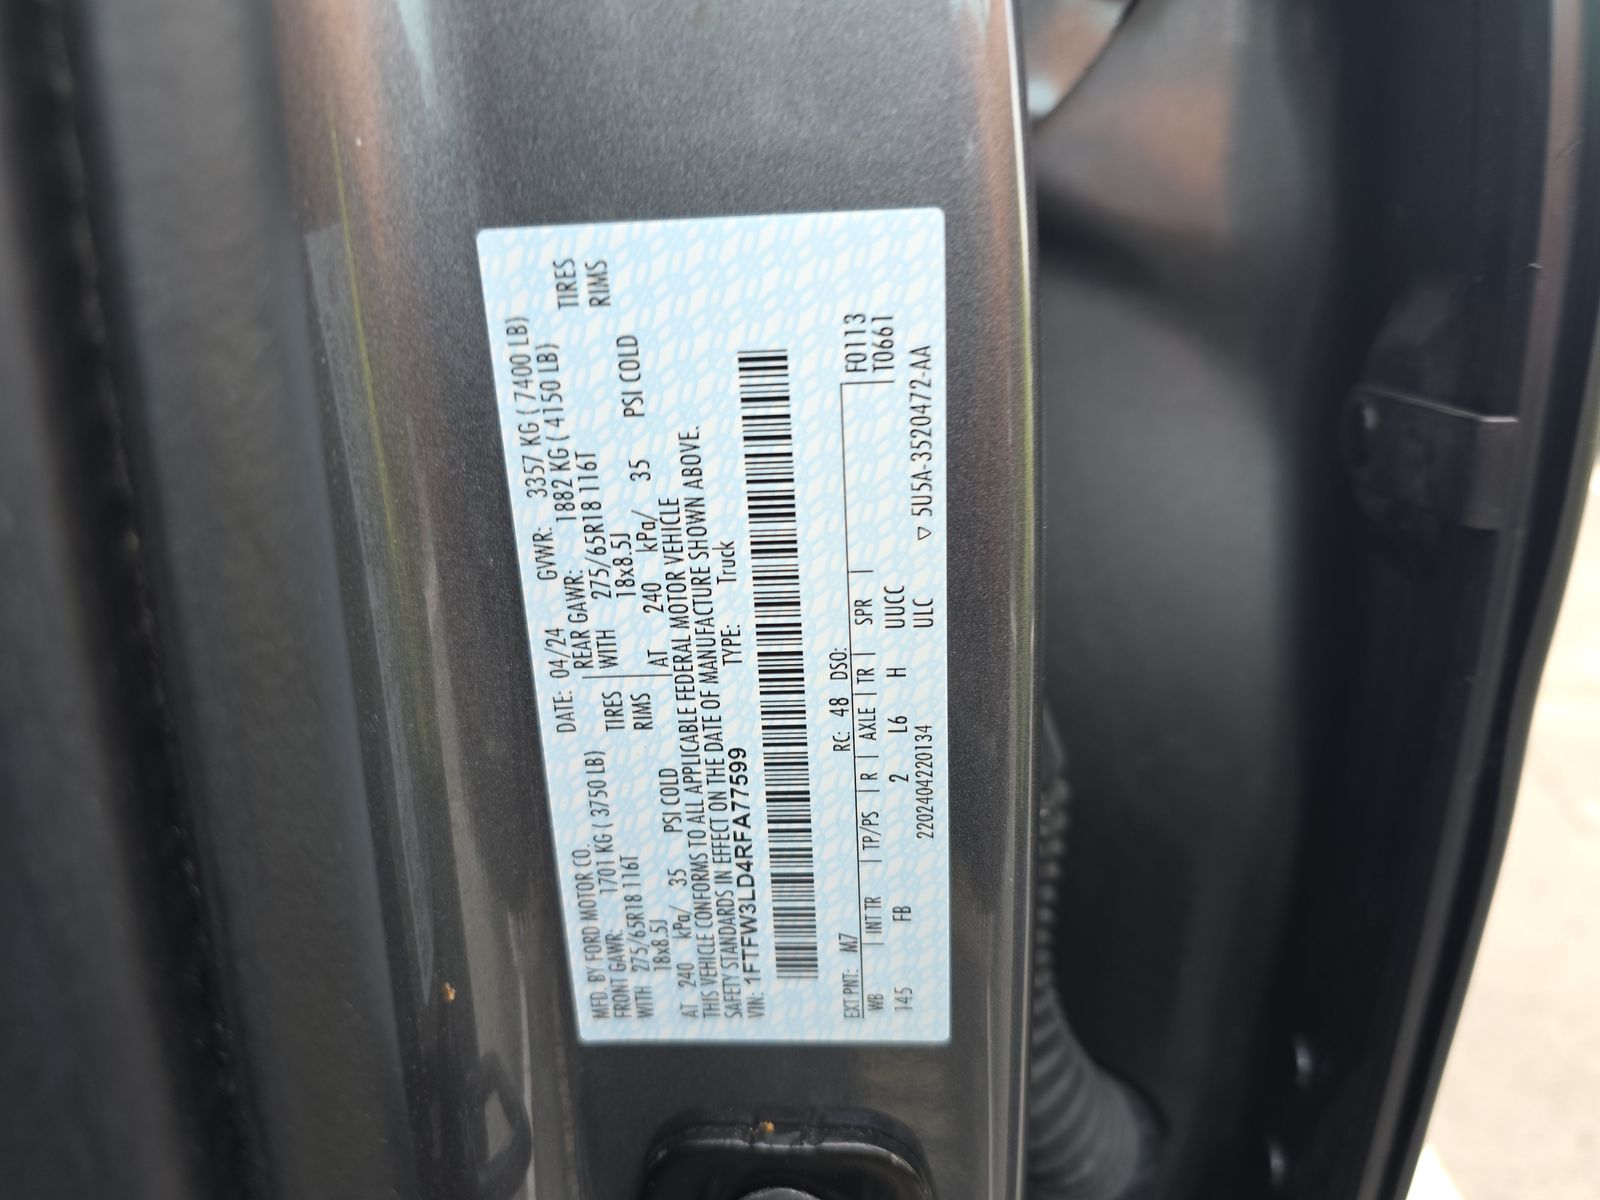 MFD. BY FORD MOTOR CO.
DATE: 04/24 GVWR: 3357 KG ( 7400 LB)
FRONT GAWR: 1701 KG ( 3750 LB) REAR GAWR: 1882 KG ( 4150 LB)
WITH 275/65R18 116T TIRES WITH 275/65R18 116T TIRES
18x8.5J RIMS 18x8.5J RIMS
AT 240 kPa/ 35 PSI COLD AT 240 kPa/ 35 PSI COLD
THIS VEHICLE CONFORMS TO ALL APPLICABLE FEDERAL MOTOR VEHICLE
SAFETY STANDARDS IN EFFECT ON THE DATE OF MANUFACTURE SHOWN ABOVE.
VIN: 1FTFW3LD4RFA77599 TYPE: Truck
EXT PNT: M7 RC: 48 DSO: F0113
WB INT TR TP/PS R AXLE TR SPR T0661
145 FB 2 L6 H UUCC
220240422​0134 ULC ▽ 5U5A-3520472-AA